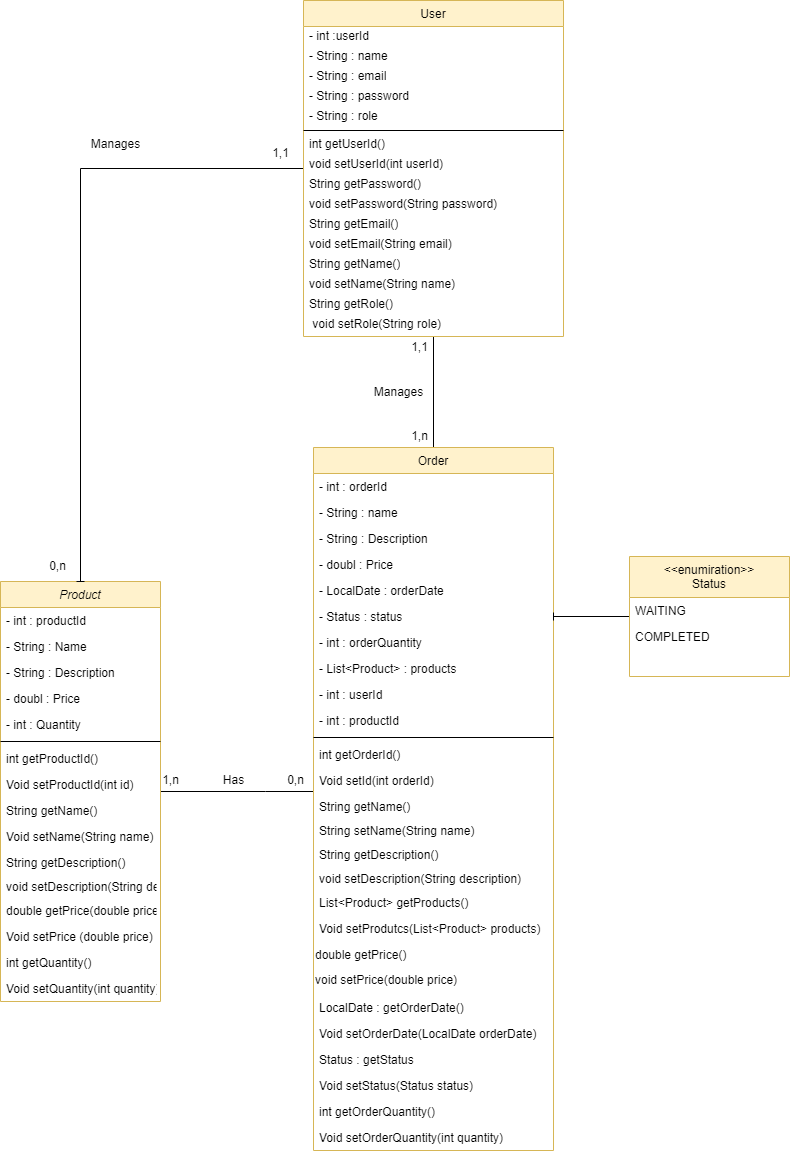 User
- int :userId
- String : name
- String : email
- String : password
- String : role
int getUserId()
void setUserId(int userId)
String getPassword()
void setPassword(String password)
String getEmail()
void setEmail(String email)
String getName()
void setName(String name)
String getRole()
void setRole(String role)
Manages
1,1
0,n
1,1
Manages
1,n
Product
- int : productId
- String : Name
- String : Description
- doubl : Price
- int : Quantity
int getProductId()
Void setProductId(int id)
String getName()
Void setName(String name)
String getDescription()
void setDescription(String de
double getPrice(double price
Void setPrice (double price)
int getQuantity()
Void setQuantity(int quantity
1,n
Has
0,n
Order
- int : orderId
- String : name
- String : Description
- doubl : Price
- LocalDate : orderDate
- Status : status
- int : orderQuantity
- List<Product> : products
- int : userId
- int : productId
int getOrderId()
Void setId(int orderId)
String getName()
String setName(String name)
String getDescription()
void setDescription(String description)
List<Product> getProducts()
Void setProdutcs(List<Product> products)
double getPrice()
void setPrice(double price)
LocalDate : getOrderDate()
Void setOrderDate(LocalDate orderDate)
Status : getStatus
Void setStatus(Status status)
int getOrderQuantity()
Void setOrderQuantity(int quantity)
<<enumiration>>
Status
WAITING
COMPLETED